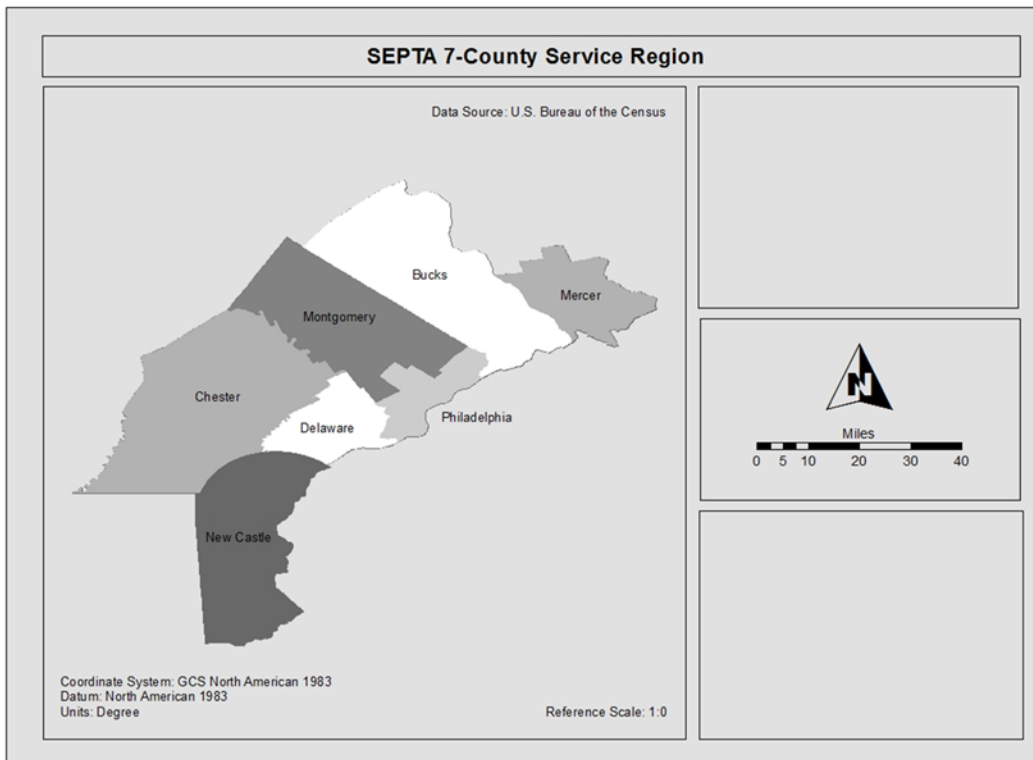 SEPTA 7-County Service Region
Data Source: U.S. Bureau of the Census
Bucks
Mercer
Montgomery
Chester
Philadelphia
Delaware
New Castle
Coordinate System: GCS North American 1983
Datum: North American 1983
Units: Degree
Reference Scale: 1:0
N
Miles
0 5 10 20 30 40